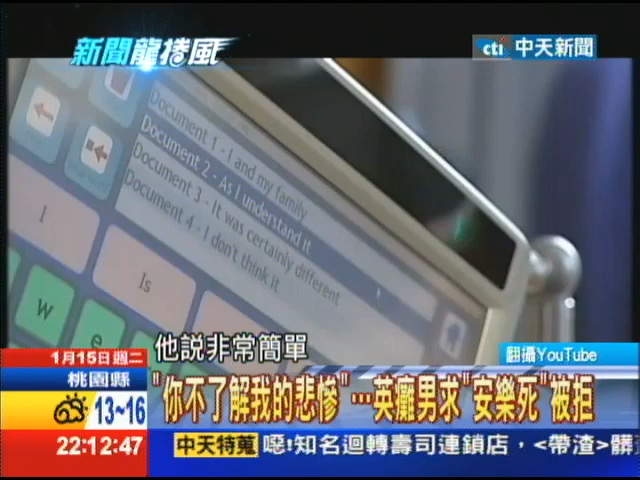 新聞龍捲風
cti 中天新聞
Document 1 - I and my family
Document 2 - As I understand it
Document 3 - It was certainly different
Document 4 - I don't think it
I
Is
w
e
他說非常簡單
1月15日週二
翻攝YouTube
桃園縣
"你不了解我的悲慘"…英癱男求"安樂死"被拒
13~16
22:12:47
中天特蒐
噁!知名迴轉壽司連鎖店，<帶渣>髒